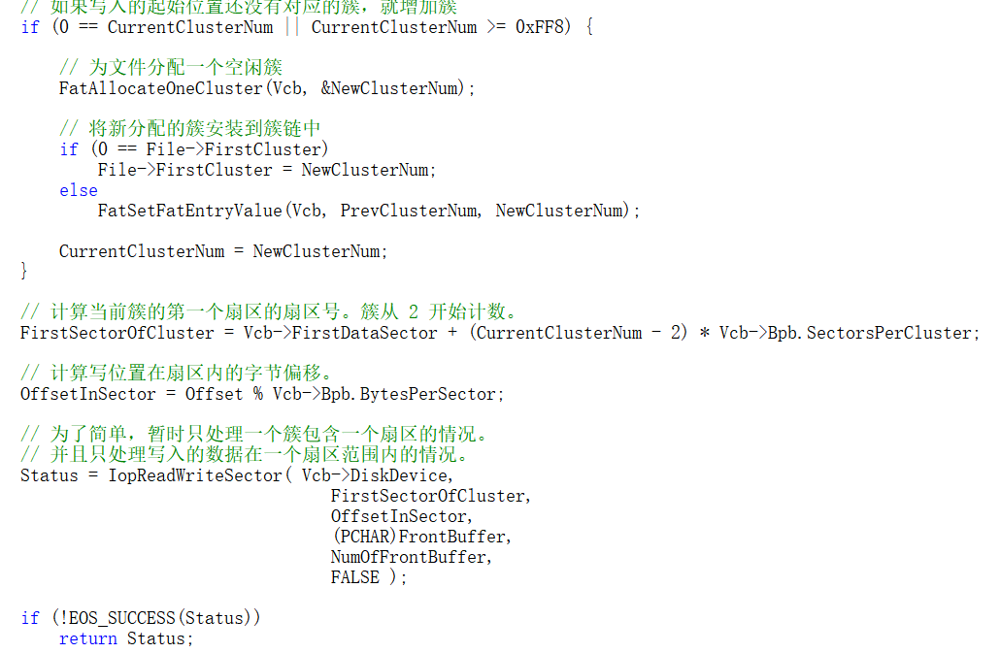 // 如果写入的起始位置还没有对应的簇，就增加簇
if (0 == CurrentClusterNum || CurrentClusterNum >= 0xFF8) {
// 为文件分配一个空闲簇
FatAllocateOneCluster(Vcb, &NewClusterNum);
// 将新分配的簇安装到簇链中
if (0 == File->FirstCluster)
File->FirstCluster = NewClusterNum;
else
FatSetFatEntryValue(Vcb, PrevClusterNum, NewClusterNum);
CurrentClusterNum = NewClusterNum;
}
// 计算当前簇的第一个扇区的扇区号。簇从 2 开始计数。
FirstSectorOfCluster = Vcb->FirstDataSector + (CurrentClusterNum - 2) * Vcb->Bpb.SectorsPerCluster;
// 计算写位置在扇区内的字节偏移。
OffsetInSector = Offset % Vcb->Bpb.BytesPerSector;
// 为了简单，暂时只处理一个簇包含一个扇区的情况。
// 并且只处理写入的数据在一个扇区范围内的情况。
Status = IopReadWriteSector( Vcb->DiskDevice,
FirstSectorOfCluster,
OffsetInSector,
(PCHAR)FrontBuffer,
NumOfFrontBuffer,
FALSE );
if (!EOS_SUCCESS(Status))
return Status;